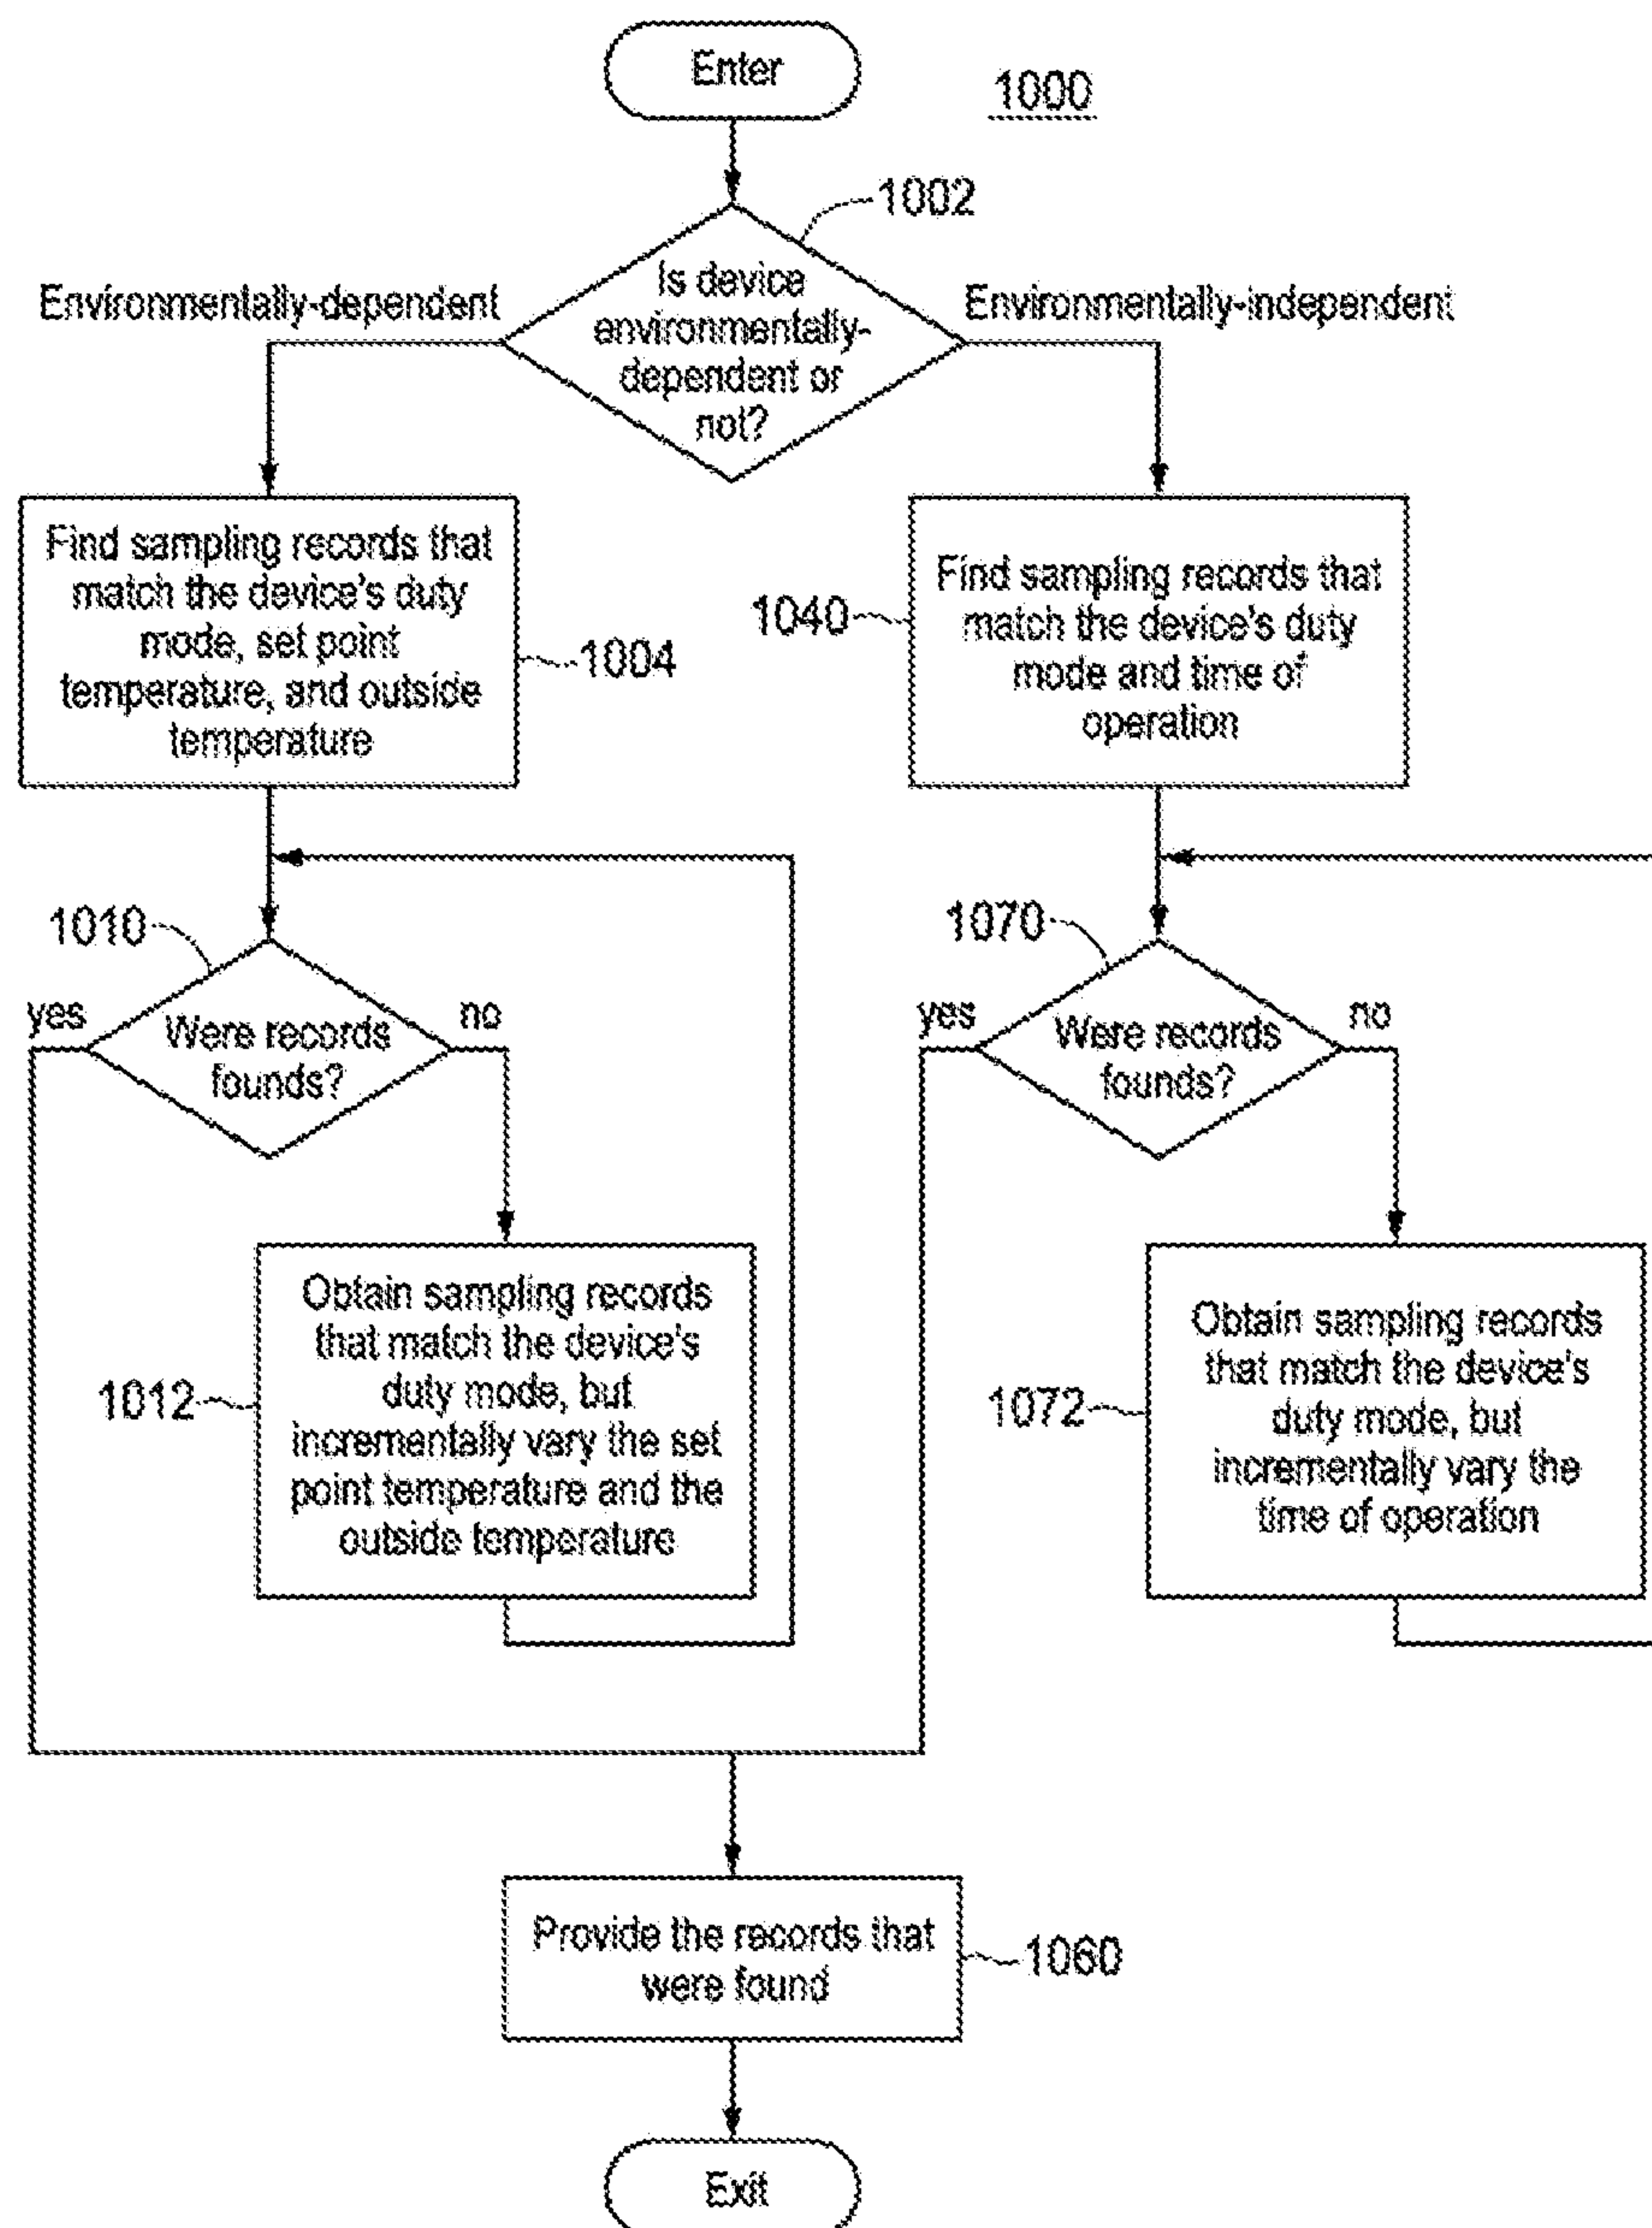 Enter
1000
1002
Is device
environmentally-
dependent or
not?
Environmentally-dependent
Environmentally-independent
Find sampling records that
match the device's duty
mode, set point
temperature, and outside
temperature
1004
1040
Find sampling records that
match the device's duty
mode and time of
operation
1010
yes
Were records
founds?
no
1070
yes
Were records
founds?
no
1012
Obtain sampling records
that match the device's
duty mode, but
incrementally vary the set
point temperature and the
outside temperature
1072
Obtain sampling records
that match the device's
duty mode, but
incrementally vary the
time of operation
Provide the records that
were found
1060
Exit